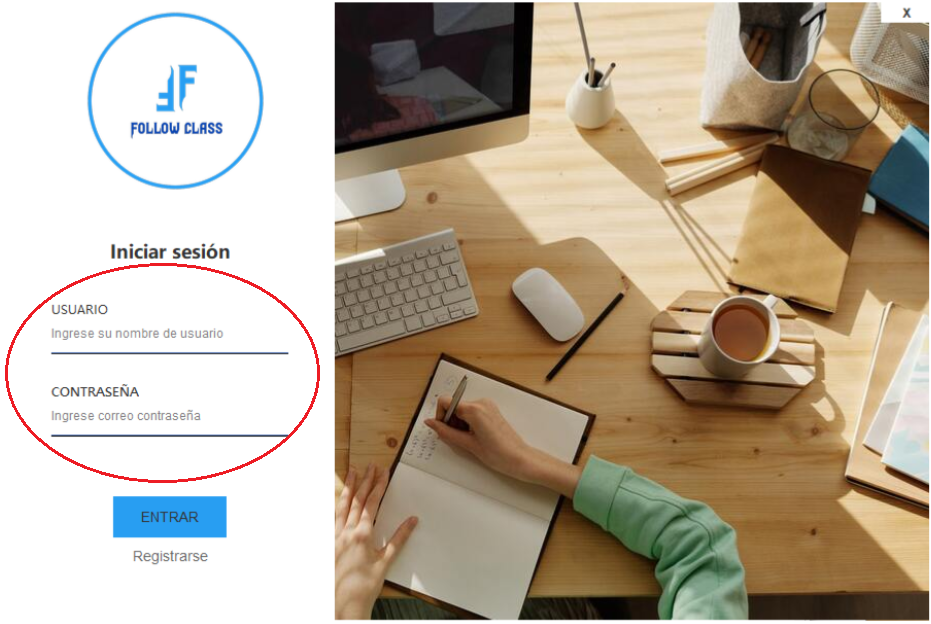 FOLLOW CLASS
x
Iniciar sesión
USUARIO
Ingrese su nombre de usuario
CONTRASEÑA
Ingrese correo contraseña
ENTRAR
Registrarse